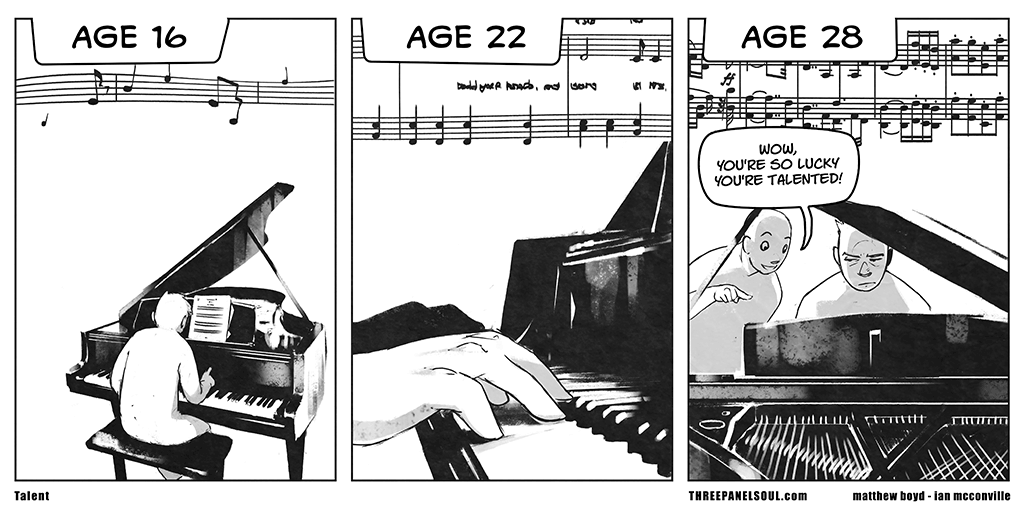 AGE 16
AGE 22
AGE 28
ff
WOW,
YOU'RE SO LUCKY
YOU'RE TALENTED!
Talent
THREEPANELSOUL.com
matthew boyd - ian mcconville